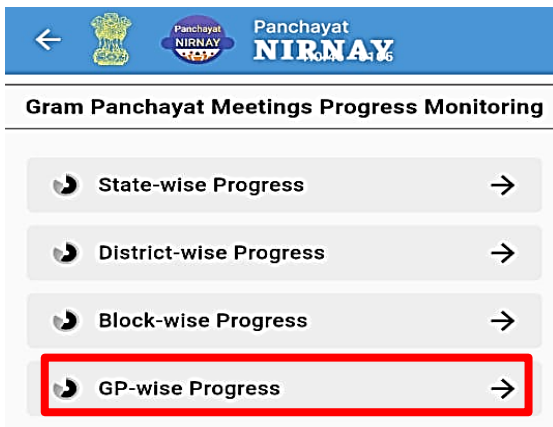 Panchayat
NIRNAY
Panchayat
NIRNAY
Gram Panchayat Meetings Progress Monitoring
State-wise Progress
District-wise Progress
Block-wise Progress
GP-wise Progress